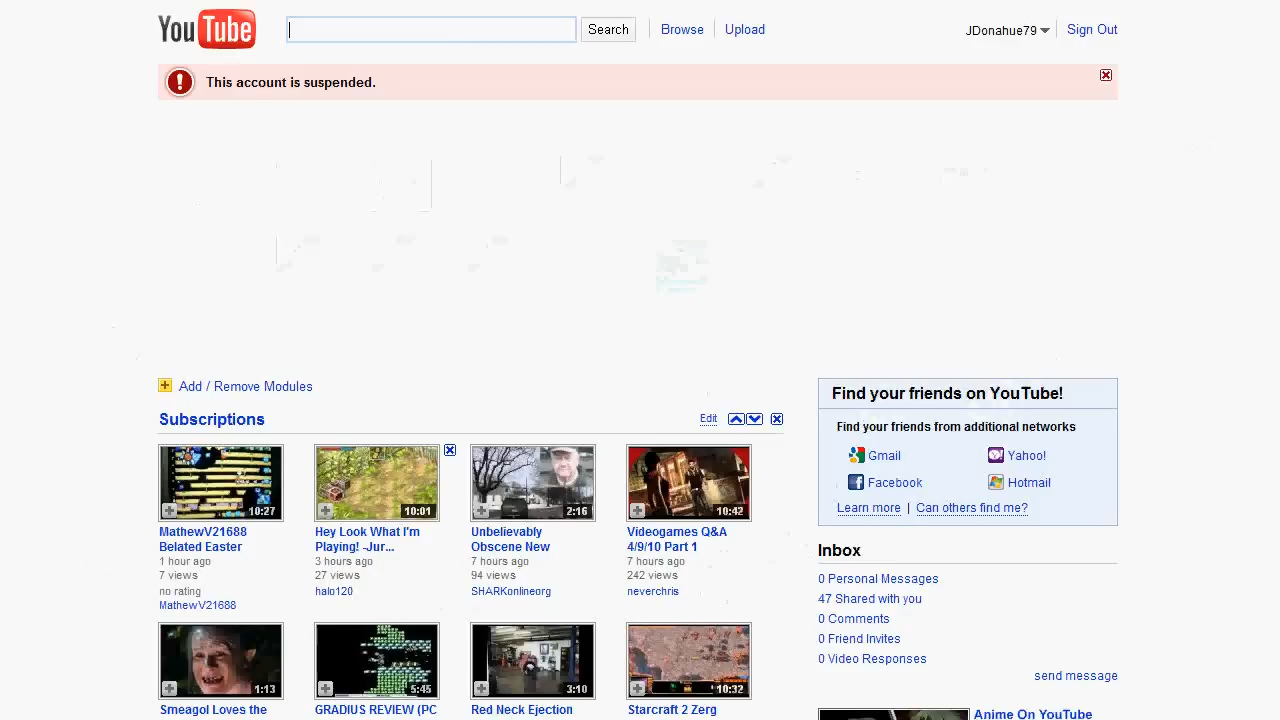 YouTube
Search
Browse
Upload
JDonahue79
Sign Out
This account is suspended.
Add / Remove Modules
Subscriptions
Edit
10:27
10:01
2:16
10:42
MathewV21688
Belated Easter
1 hour ago
7 views
no rating
MathewV21688
Hey Look What I'm
Playing! -Jur...
3 hours ago
27 views
halo120
Unbelievably
Obscene New
7 hours ago
94 views
SHARKonlineorg
Videogames Q&A
4/9/10 Part 1
7 hours ago
242 views
neverchris
1:13
5:45
3:10
10:32
Smeagol Loves the
GRADIUS REVIEW (PC
Red Neck Ejection
Starcraft 2 Zerg
Find your friends on YouTube!
Find your friends from additional networks
Gmail
Yahoo!
Facebook
Hotmail
Learn more | Can others find me?
Inbox
0 Personal Messages
47 Shared with you
0 Comments
0 Friend Invites
0 Video Responses
send message
Anime On YouTube